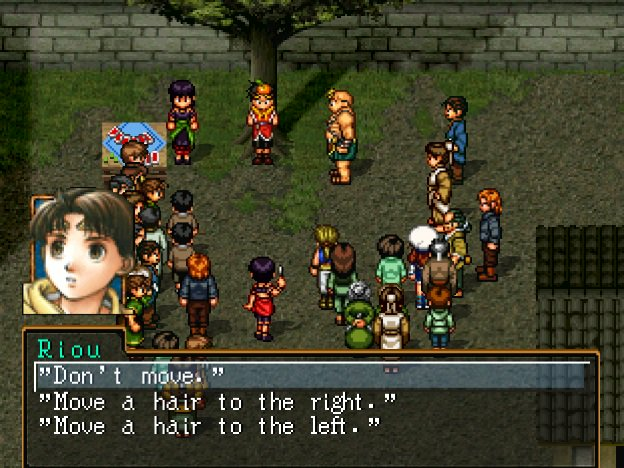 Riou
"Don't move."
"Move a hair to the right."
"Move a hair to the left."